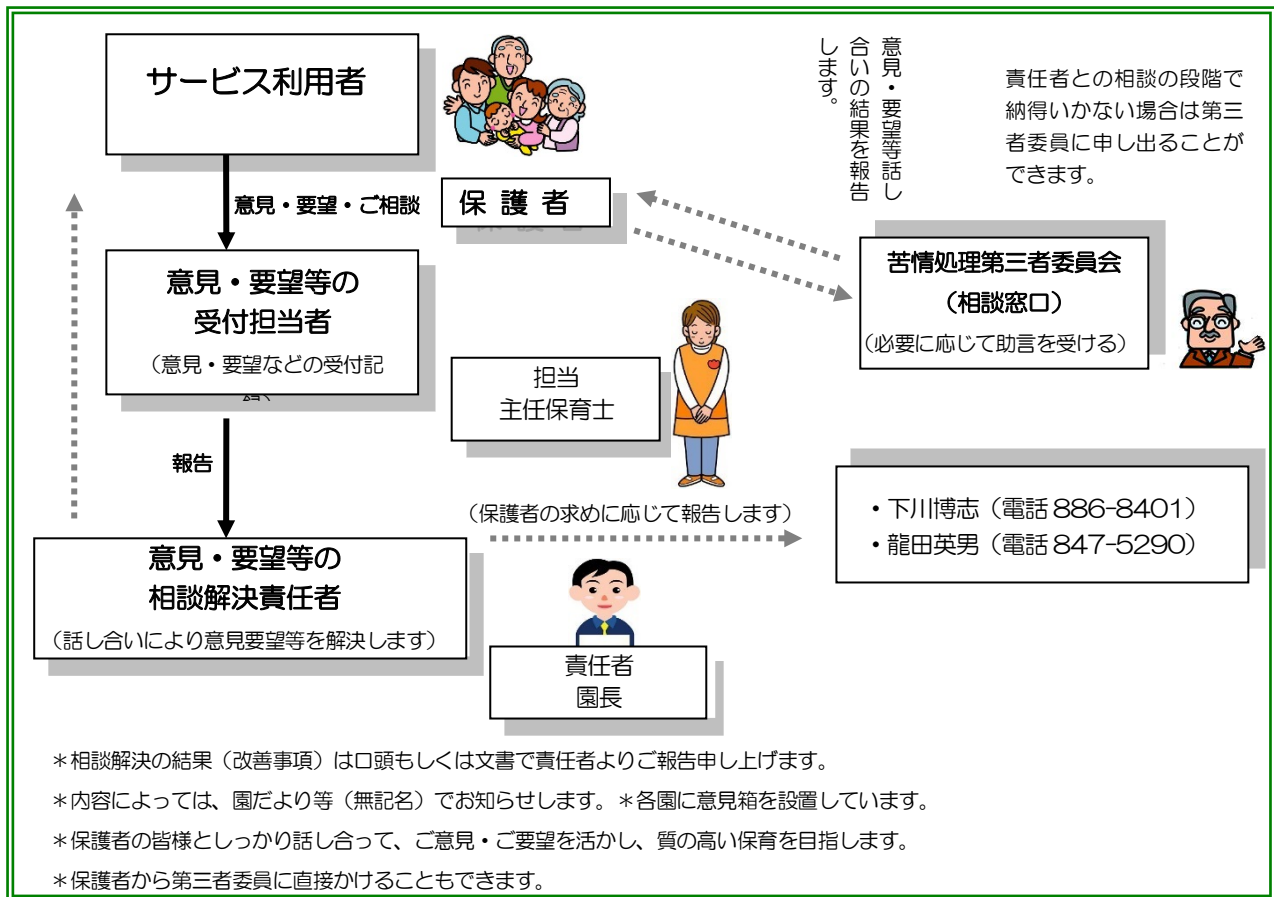 サービス利用者
意見・要望等話し
合いの結果を報告
します。
責任者との相談の段階で
納得いかない場合は第三
者委員に申し出ることが
できます。
意見・要望・ご相談
保 護 者
意見・要望等の
受付担当者
（意見・要望などの受付記
苦情処理第三者委員会
（相談窓口）
（必要に応じて助言を受ける）
担当
主任保育士
報告
（保護者の求めに応じて報告します）
・下川博志（電話 886-8401）
・龍田英男（電話 847-5290）
意見・要望等の
相談解決責任者
（話し合いにより意見要望等を解決します）
責任者
園長
＊相談解決の結果（改善事項）は口頭もしくは文書で責任者よりご報告申し上げます。
＊内容によっては、園だより等（無記名）でお知らせします。＊各園に意見箱を設置しています。
＊保護者の皆様としっかり話し合って、ご意見・ご要望を活かし、質の高い保育を目指します。
＊保護者から第三者委員に直接かけることもできます。